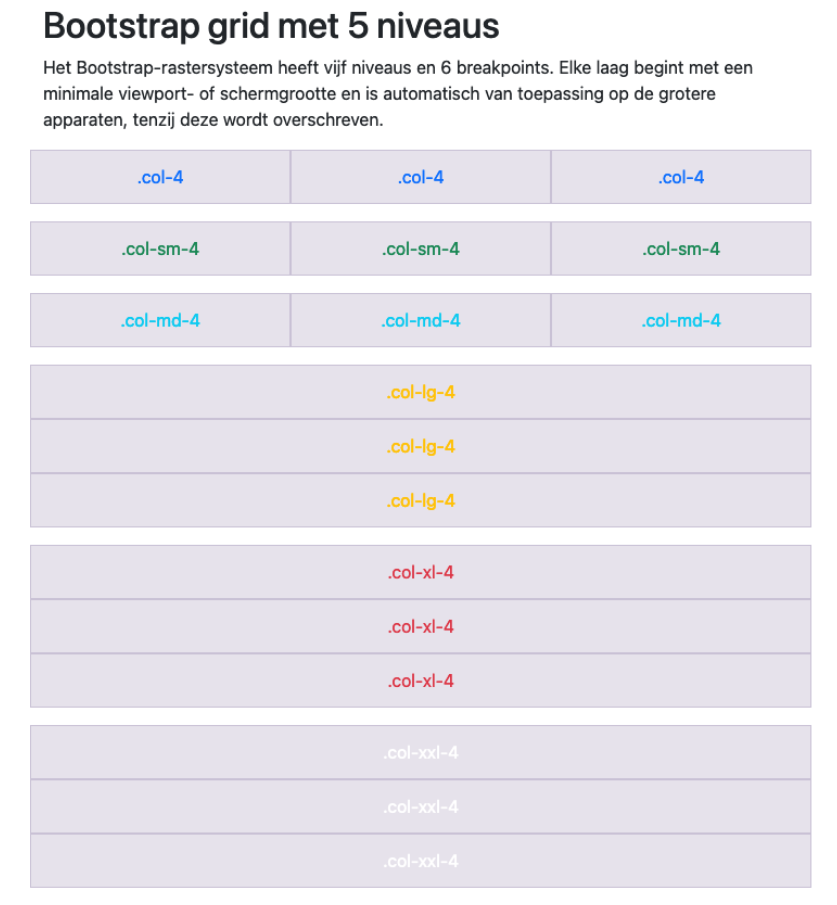 Bootstrap grid met 5 niveaus
Het Bootstrap-rastersysteem heeft vijf niveaus en 6 breakpoints. Elke laag begint met een
minimale viewport- of schermgrootte en is automatisch van toepassing op de grotere
apparaten, tenzij deze wordt overschreven.
.col-4 .col-4 .col-4
.col-sm-4 .col-sm-4 .col-sm-4
.col-md-4 .col-md-4 .col-md-4
.col-lg-4
.col-lg-4
.col-lg-4
.col-xl-4
.col-xl-4
.col-xl-4
.col-xxl-4
.col-xxl-4
.col-xxl-4